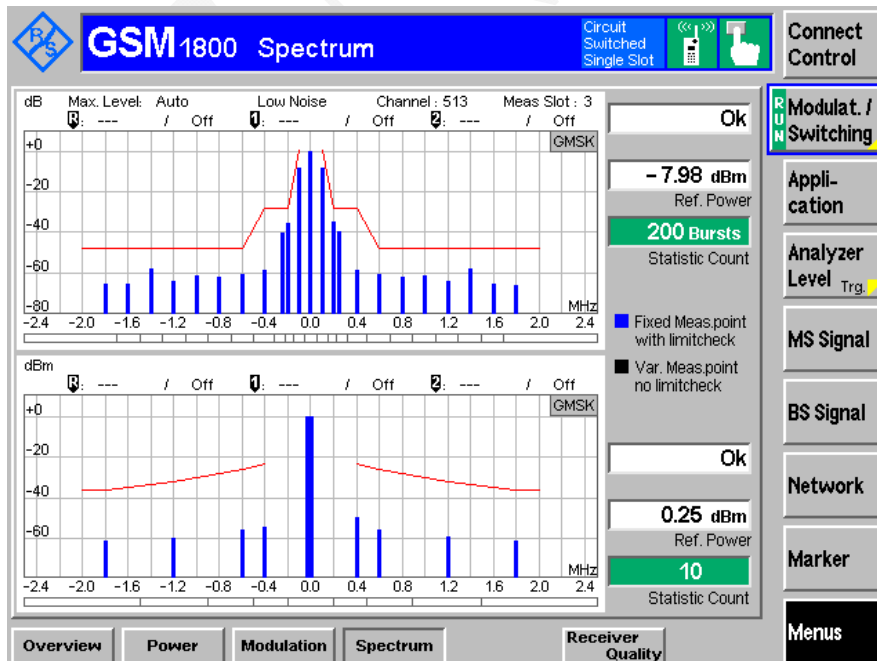 R&S
GSM 1800 Spectrum
Circuit
Switched
Single Slot
Connect
Control
dB Max. Level: Auto Low Noise Channel : 513 Meas Slot : 3
R: --- / Off 1: --- / Off 2: --- / Off
GMSK
+0
-20
-40
-60
-80
MHz
-2.4 -2.0 -1.6 -1.2 -0.8 -0.4 0.0 0.4 0.8 1.2 1.6 2.0 2.4
Ok
- 7.98 dBm
Ref. Power
200 Bursts
Statistic Count
Fixed Meas.point
with limitcheck
Var. Meas.point
no limitcheck
dBm
R: --- / Off 1: --- / Off 2: --- / Off
GMSK
+0
-20
-40
-60
MHz
-2.4 -2.0 -1.6 -1.2 -0.8 -0.4 0.0 0.4 0.8 1.2 1.6 2.0 2.4
Ok
0.25 dBm
Ref. Power
10
Statistic Count
RUN
Modulat. /
Switching
Appli-
cation
Analyzer
Level Trg.
MS Signal
BS Signal
Network
Marker
Menus
Overview
Power
Modulation
Spectrum
Receiver
Quality